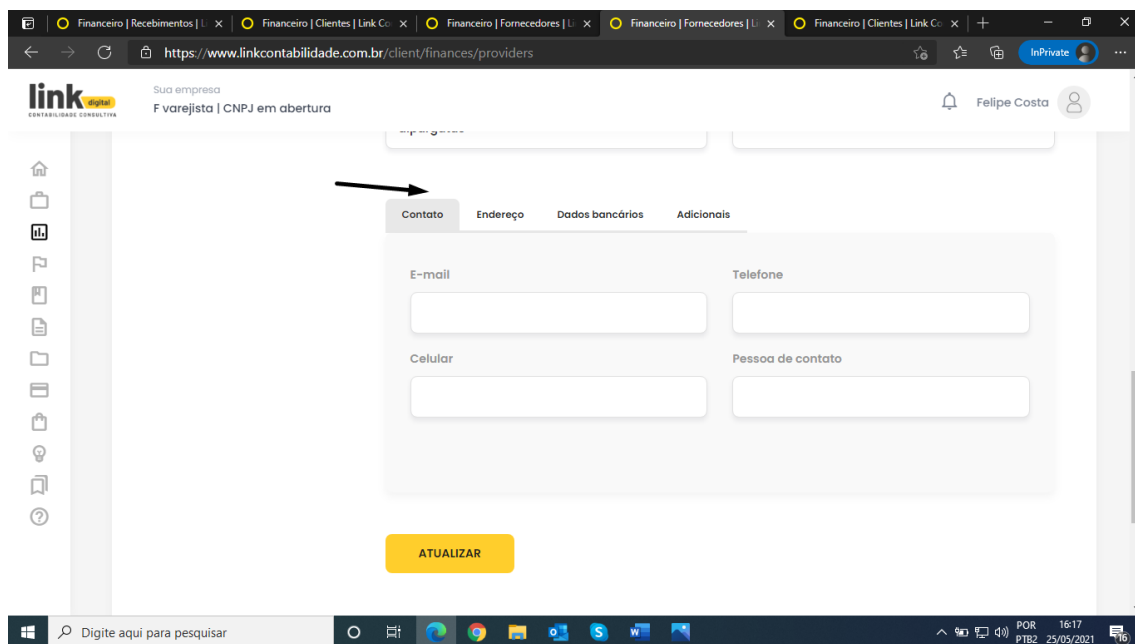 Financeiro | Recebimentos | Li
Financeiro | Clientes | Link Co
Financeiro | Fornecedores | Li
Financeiro | Fornecedores | Li
Financeiro | Clientes | Link Co
https://www.linkcontabilidade.com.br/client/finances/providers
InPrivate
link digital
CONTABILIDADE CONSULTIVA
Sua empresa
F varejista | CNPJ em abertura
Felipe Costa
Contato Endereço Dados bancários Adicionais
E-mail Telefone
Celular Pessoa de contato
ATUALIZAR
Digite aqui para pesquisar
POR 16:17
PTB2 25/05/2021
16